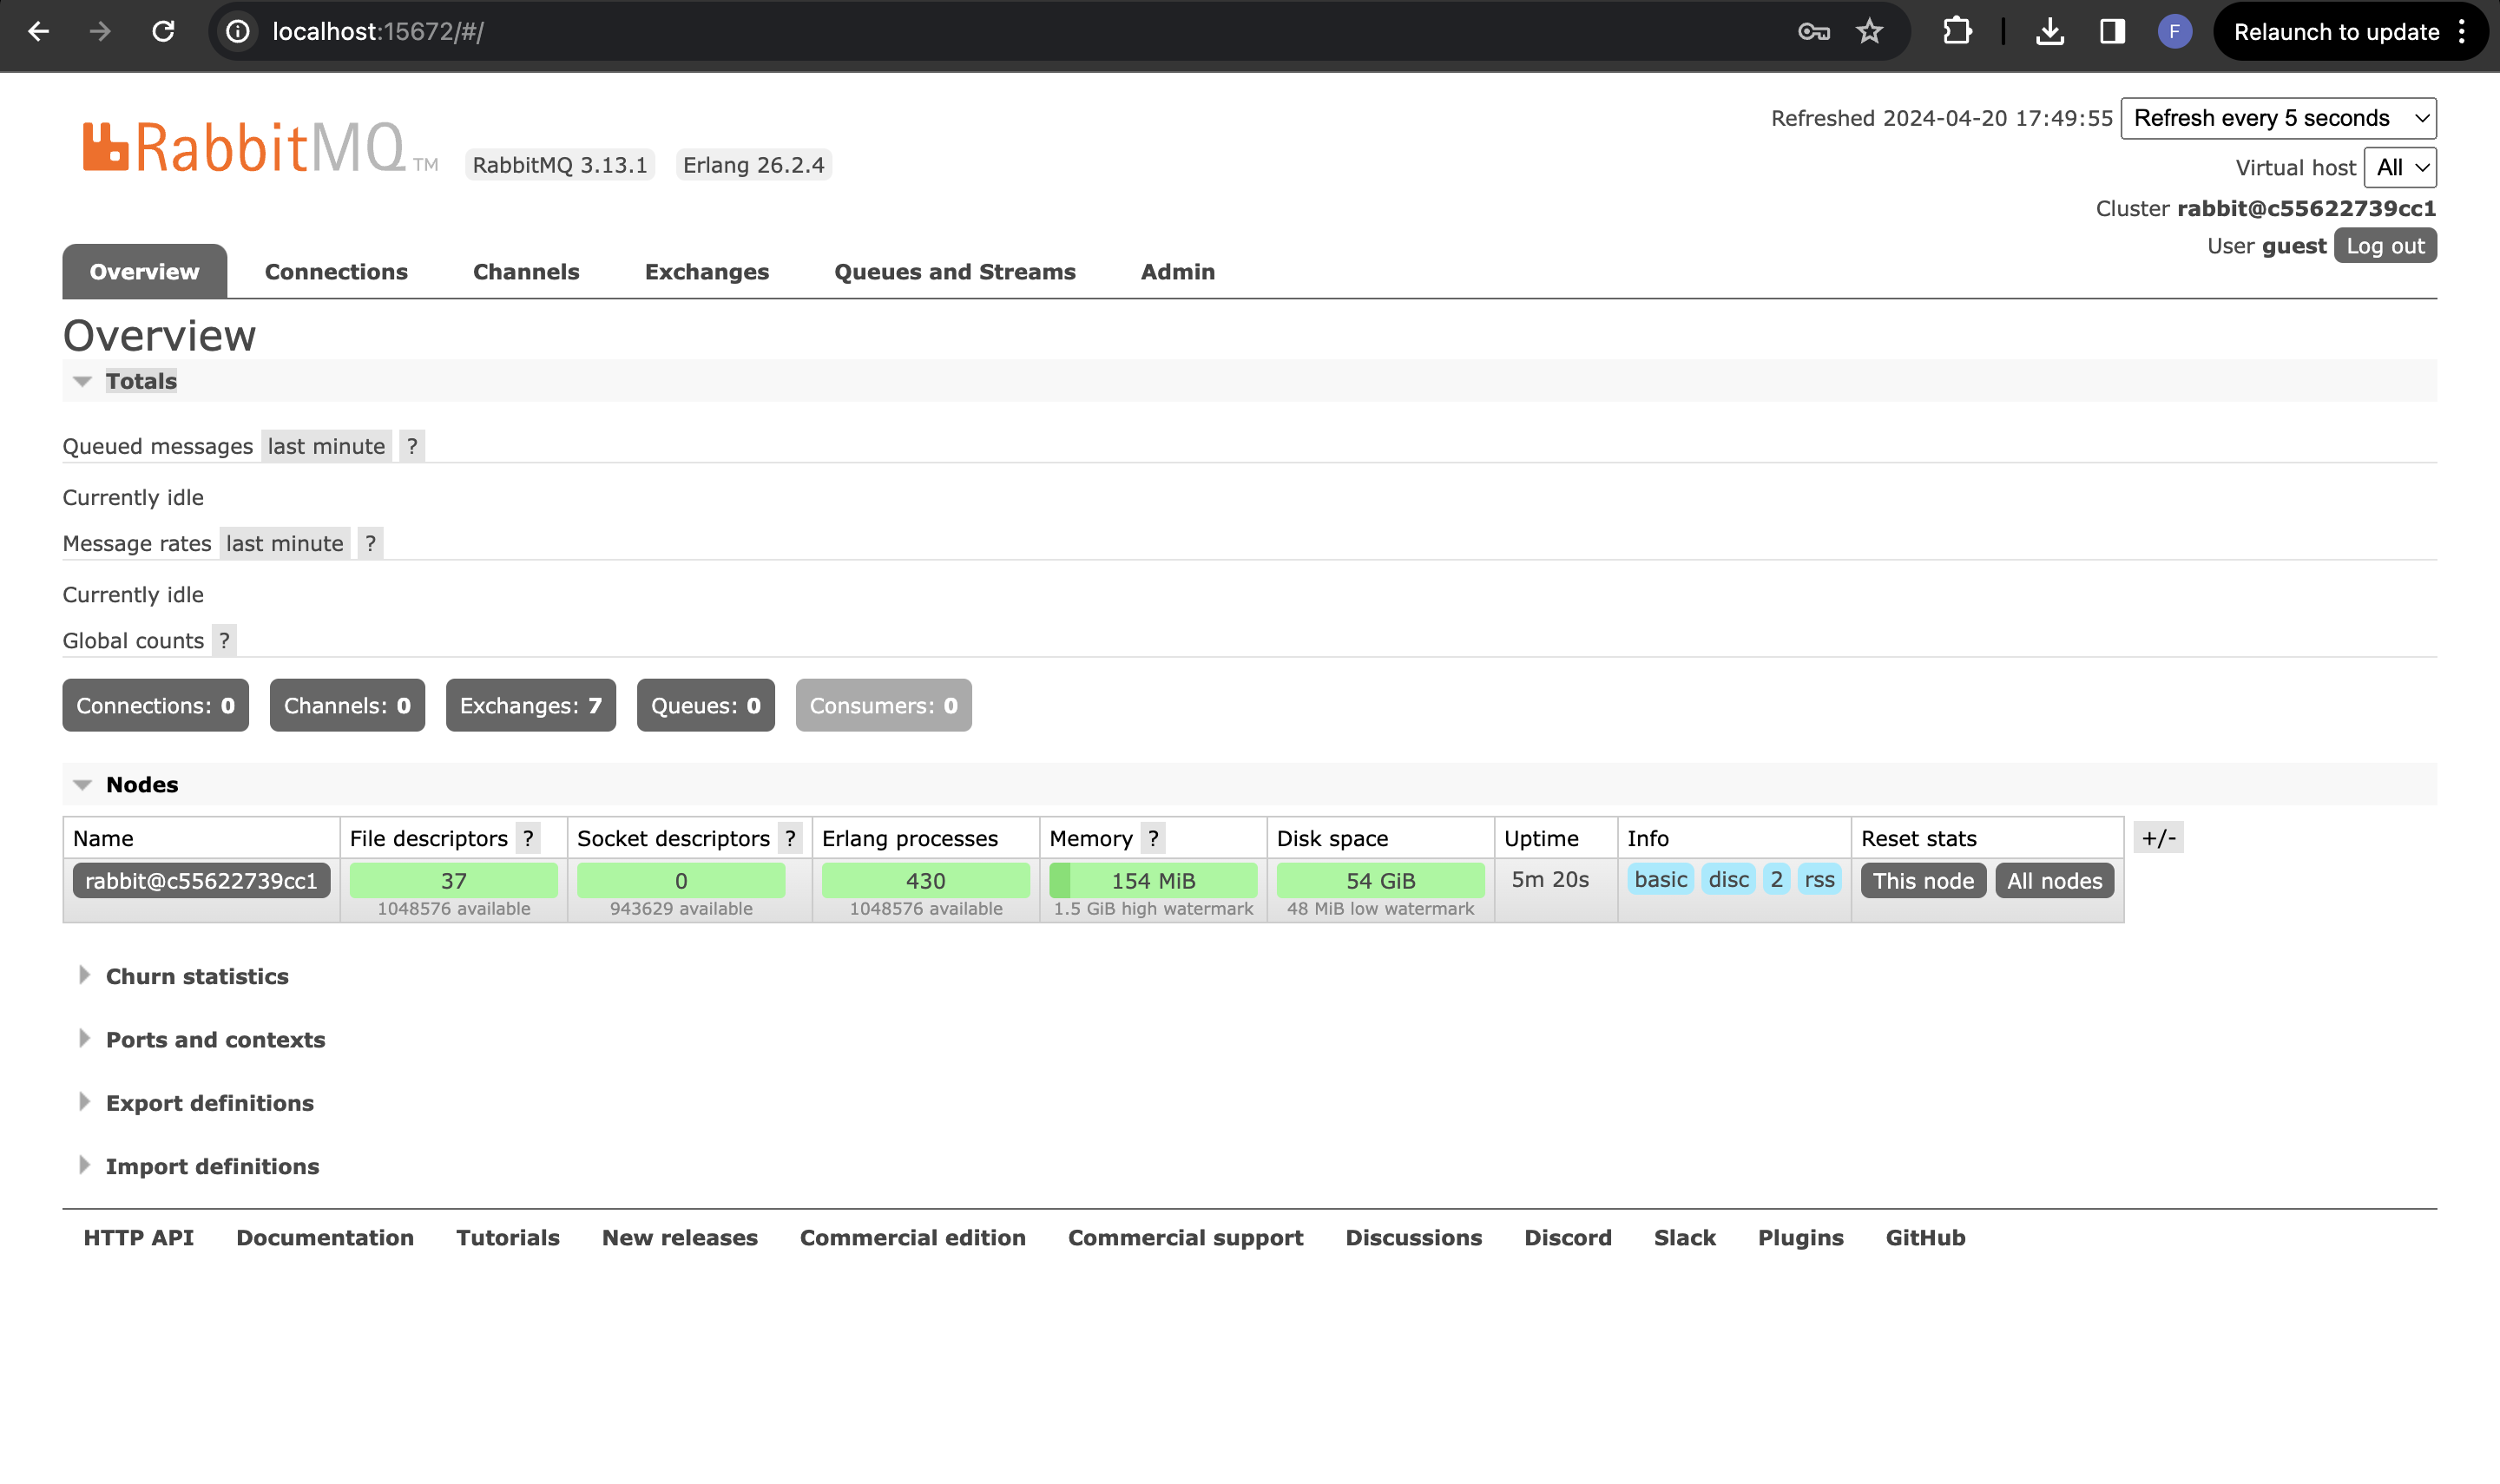 localhost:15672/#/
F
Relaunch to update
RabbitMQ TM
RabbitMQ 3.13.1
Erlang 26.2.4
Refreshed 2024-04-20 17:49:55 Refresh every 5 seconds
Virtual host All
Cluster rabbit@c55622739cc1
User guest Log out
Overview Connections Channels Exchanges Queues and Streams Admin
Overview
Totals
Queued messages last minute ?
Currently idle
Message rates last minute ?
Currently idle
Global counts ?
Connections: 0 Channels: 0 Exchanges: 7 Queues: 0 Consumers: 0
Nodes
Name File descriptors ? Socket descriptors ? Erlang processes Memory ? Disk space Uptime Info Reset stats +/-
rabbit@c55622739cc1 37 0 430 154 MiB 54 GiB 5m 20s basic disc 2 rss This node All nodes
1048576 available 943629 available 1048576 available 1.5 GiB high watermark 48 MiB low watermark
Churn statistics
Ports and contexts
Export definitions
Import definitions
HTTP API Documentation Tutorials New releases Commercial edition Commercial support Discussions Discord Slack Plugins GitHub